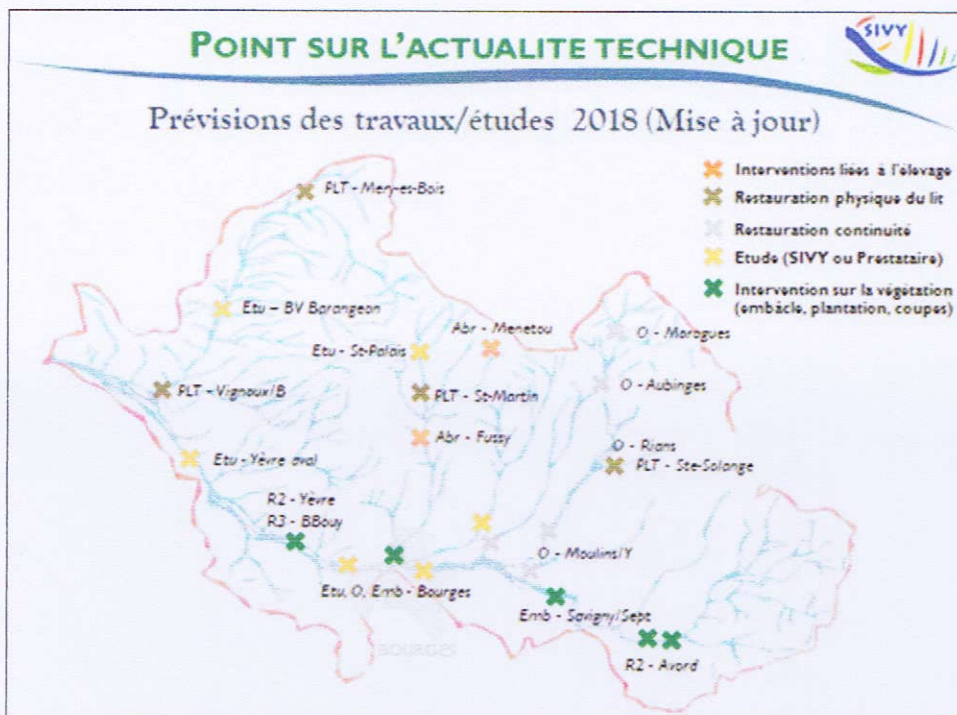 POINT SUR L'ACTUALITE TECHNIQUE
SIVY
Prévisions des travaux/études 2018 (Mise à jour)
Interventions liées à l'élevage
Restauration physique du lit
Restauration continuité
Etude (SIVY ou Prestataire)
Intervention sur la végétation
(embâcle, plantation, coupes)
PLT - Mery-es-Bois
Etu – BV Barangeon
Abr - Menetou
O - Morogues
Etu - St-Palais
O - Aubinges
PLT - Vignoux/B
PLT - St-Martin
Abr - Fussy
O - Rians
PLT - Ste-Solange
Etu - Yèvre aval
R2 - Yèvre
R3 - BBouy
O - Moulins/Y
Etu, O, Emb - Bourges
Emb - Savigny/Sept
BOURGES
R2 - Avord